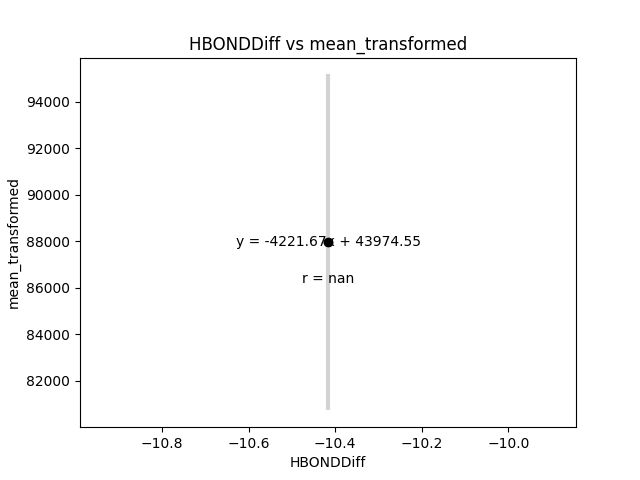 HBONDDiff vs mean_transformed
mean_transformed
94000
92000
90000
88000
86000
84000
82000
y = -4221.67x + 43974.55
r = nan
−10.8
−10.6
−10.4
−10.2
−10.0
HBONDDiff